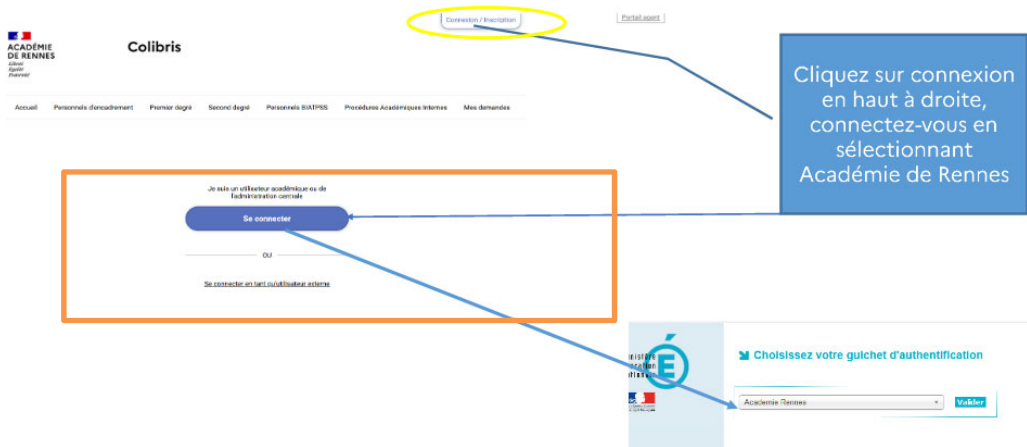 Connexion / Inscription
Portail agent
ACADÉMIE
DE RENNES
Liberté
Égalité
Fraternité
Colibris
Accueil Personnels d'encadrement Premier degré Second degré Personnels BIATPSS Procédures Académiques Internes Mes demandes
Cliquez sur connexion
en haut à droite,
connectez-vous en
sélectionnant
Académie de Rennes
Je suis un utilisateur académique ou de
l'administration centrale
Se connecter
OU
Se connecter en tant qu'utilisateur externe
Choisissez votre guichet d'authentification
Academie Rennes
Valider